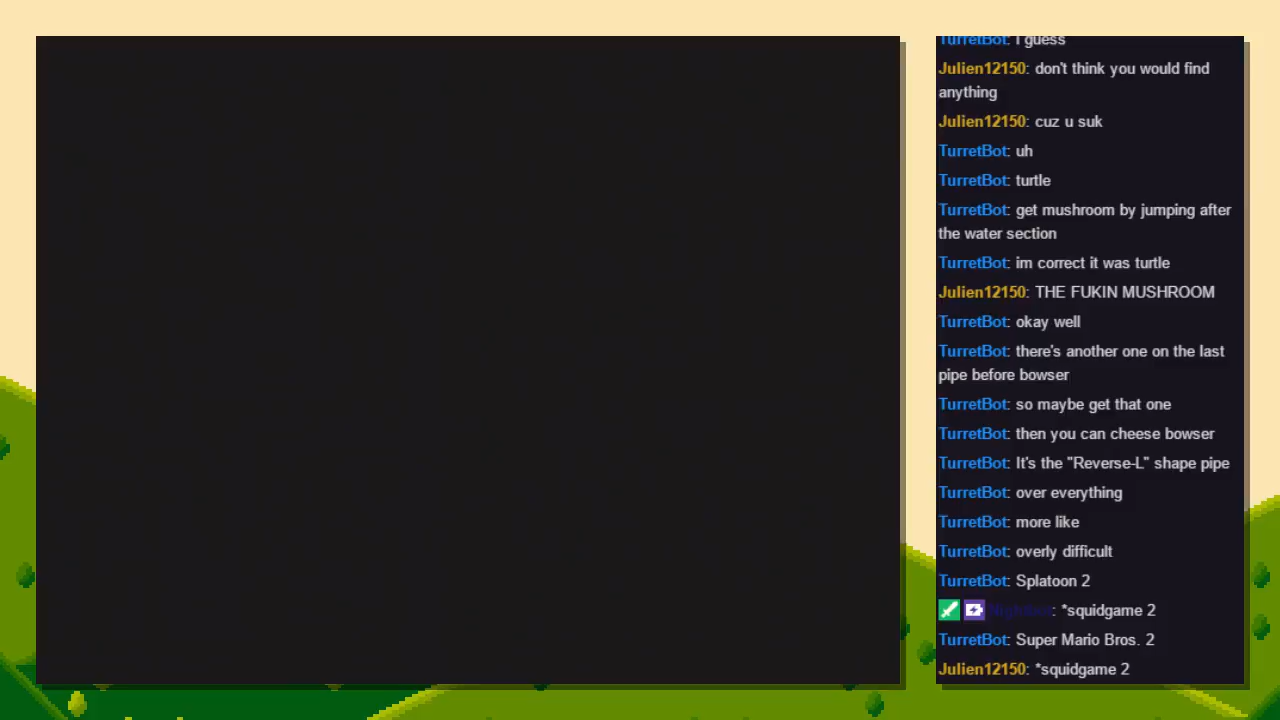 TurretBot: I guess
Julien12150: don't think you would find
anything
Julien12150: cuz u suk
TurretBot: uh
TurretBot: turtle
TurretBot: get mushroom by jumping after
the water section
TurretBot: im correct it was turtle
Julien12150: THE FUKIN MUSHROOM
TurretBot: okay well
TurretBot: there's another one on the last
pipe before bowser
TurretBot: so maybe get that one
TurretBot: then you can cheese bowser
TurretBot: It's the "Reverse-L" shape pipe
TurretBot: over everything
TurretBot: more like
TurretBot: overly difficult
TurretBot: Splatoon 2
: *squidgame 2
TurretBot: Super Mario Bros. 2
Julien12150: *squidgame 2